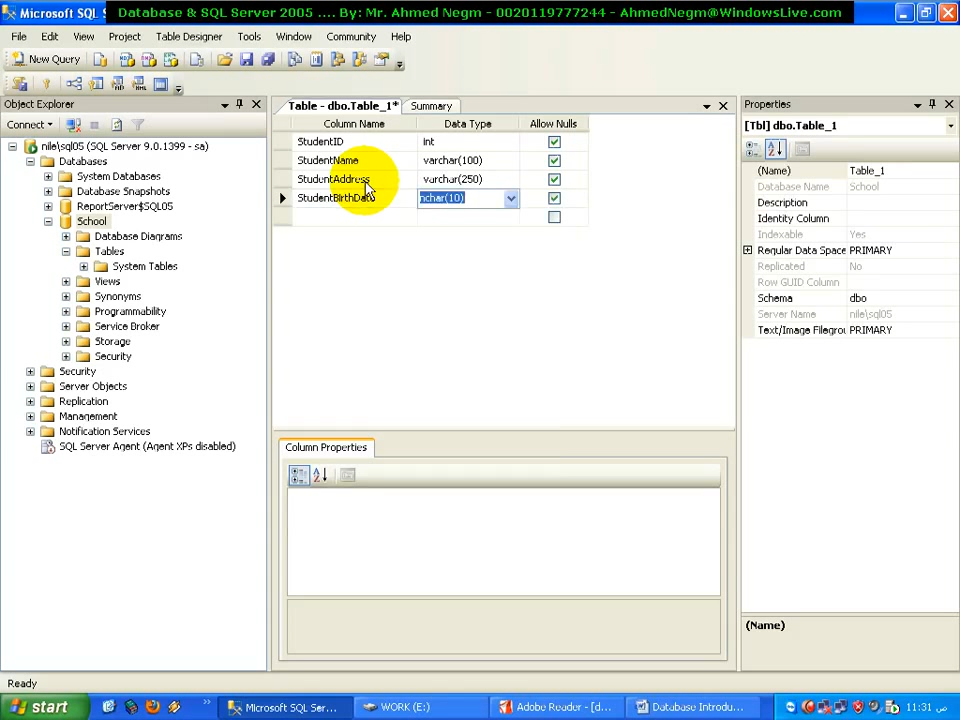 Microsoft SQL
Database & SQL Server 2005 .... By: Mr. Ahmed Negm - 0020119777244 - AhmedNegm@WindowsLive.com
File Edit View Project Table Designer Tools Window Community Help
New Query
Object Explorer
Connect
nile\sql05 (SQL Server 9.0.1399 - sa)
Databases
System Databases
Database Snapshots
ReportServer$SQL05
School
Database Diagrams
Tables
System Tables
Views
Synonyms
Programmability
Service Broker
Storage
Security
Security
Server Objects
Replication
Management
Notification Services
SQL Server Agent (Agent XPs disabled)
Table - dbo.Table_1* Summary
Column Name Data Type Allow Nulls
StudentID int
StudentName varchar(100)
StudentAddress varchar(250)
StudentBirthDate nchar(10)
Column Properties
Properties
[Tbl] dbo.Table_1
(Name) Table_1
Database Name School
Description
Identity Column
Indexable Yes
Regular Data Space PRIMARY
Replicated No
Row GUID Column
Schema dbo
Server Name nile\sql05
Text/Image Filegrou PRIMARY
(Name)
Ready
start
Microsoft SQL Ser...
WORK (E:)
Adobe Reader - [d...
Database Introdu...
11:31 ص